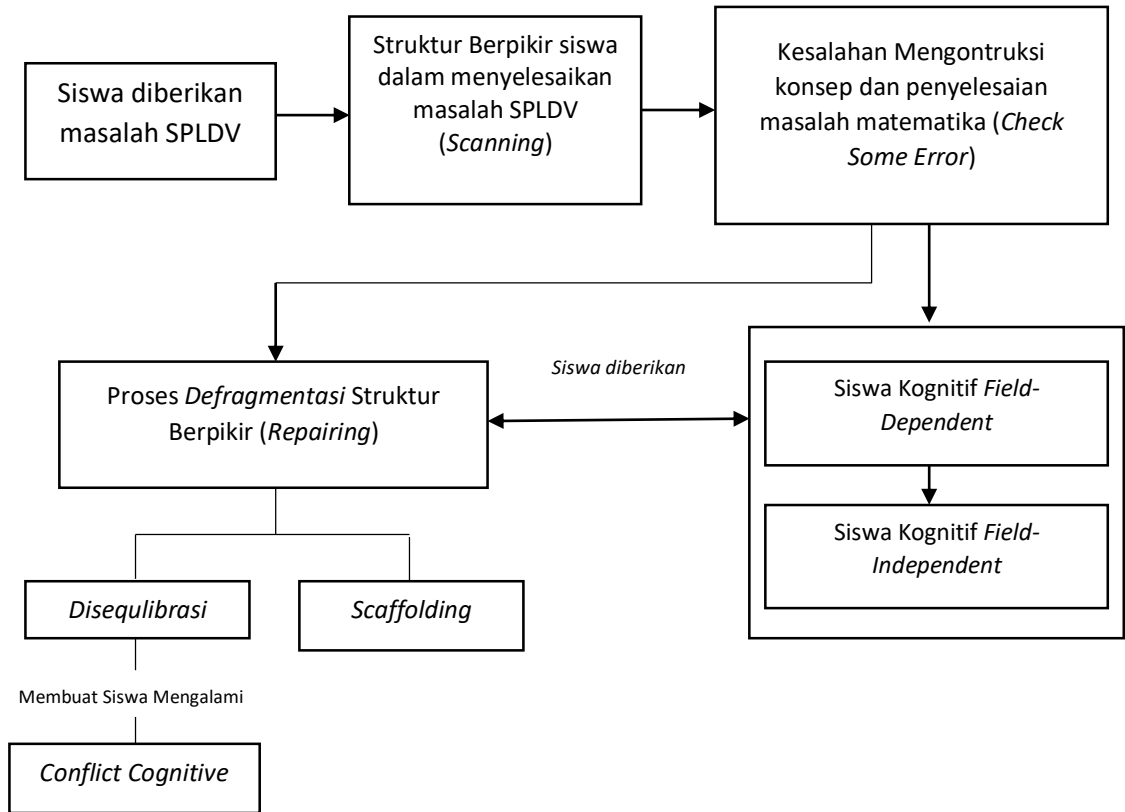 Siswa diberikan
masalah SPLDV
Struktur Berpikir siswa
dalam menyelesaikan
masalah SPLDV
(Scanning)
Kesalahan Mengontruksi
konsep dan penyelesaian
masalah matematika (Check
Some Error)
Proses Defragmentasi Struktur
Berpikir (Repairing)
Siswa diberikan
Siswa Kognitif Field-
Dependent
Siswa Kognitif Field-
Independent
Disequlibrasi
Scaffolding
Membuat Siswa Mengalami
Conflict Cognitive